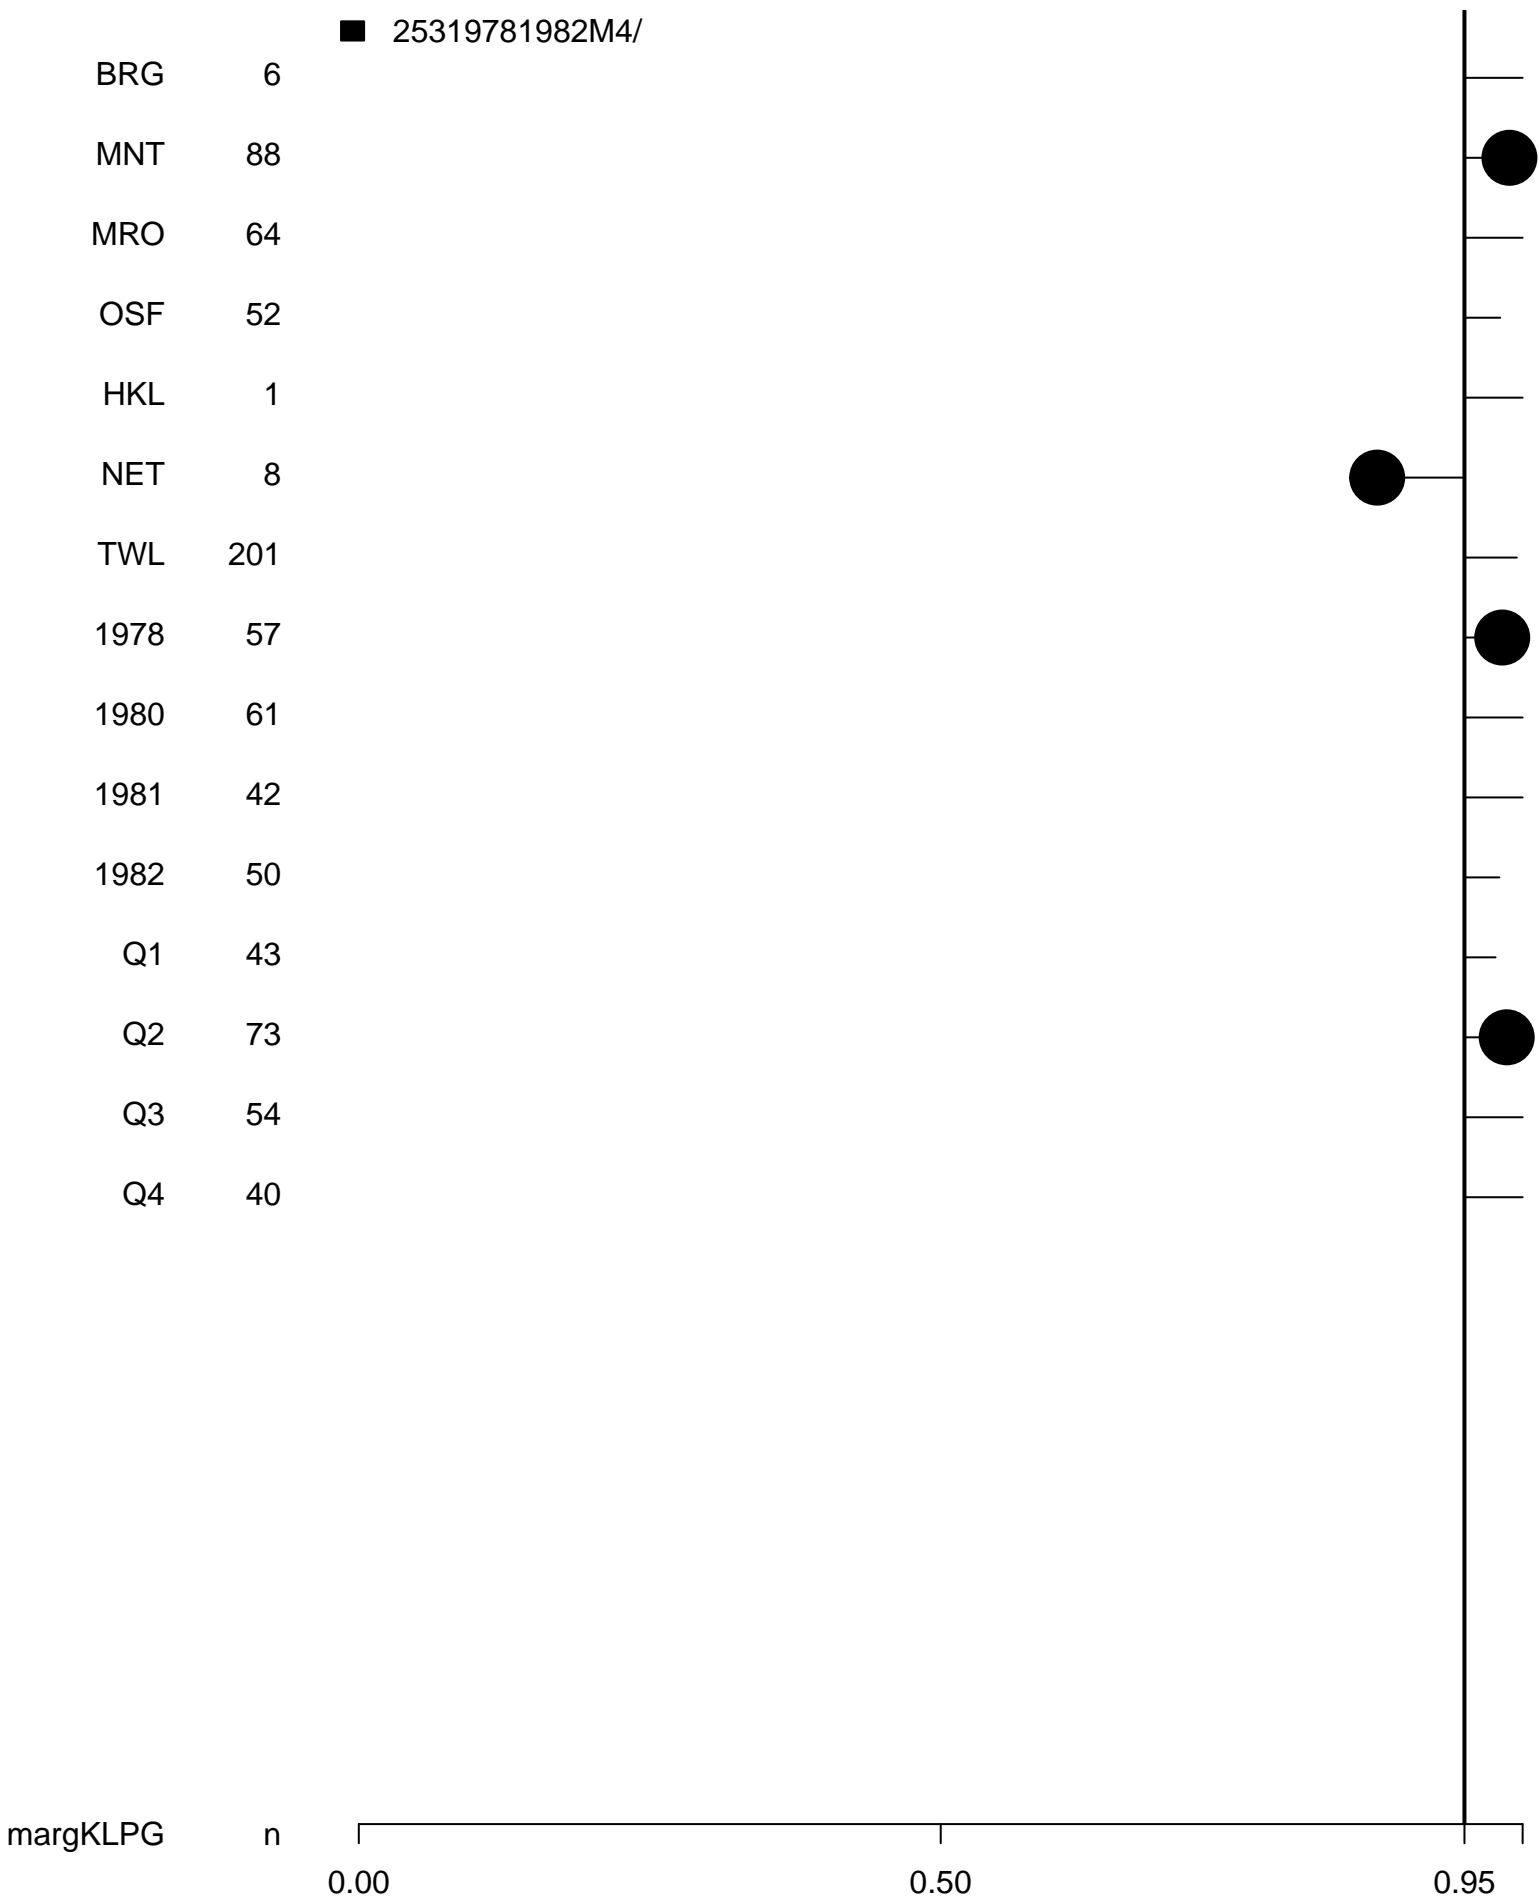 25319781982M4/
BRG 6
MNT 88
MRO 64
OSF 52
HKL 1
NET 8
TWL 201
1978 57
1980 61
1981 42
1982 50
Q1 43
Q2 73
Q3 54
Q4 40
margKLPG n
0.00 0.50 0.95